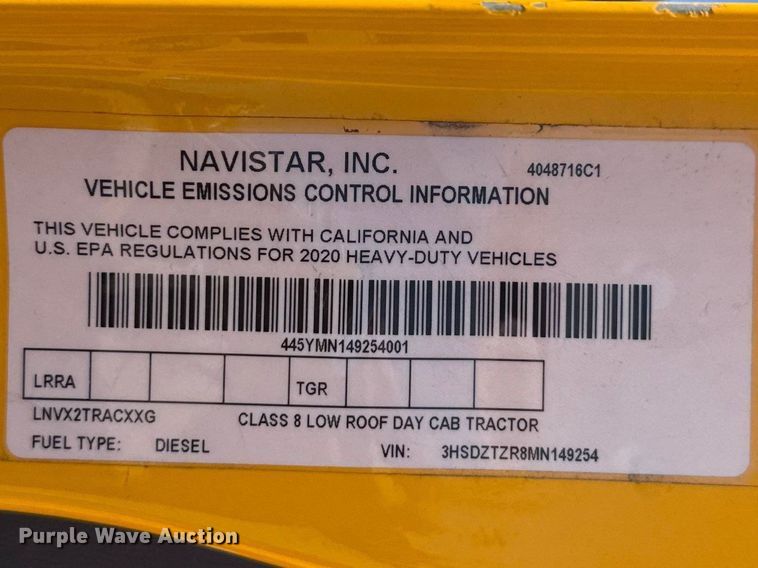 NAVISTAR, INC.
4048716C1
VEHICLE EMISSIONS CONTROL INFORMATION
THIS VEHICLE COMPLIES WITH CALIFORNIA AND
U.S. EPA REGULATIONS FOR 2020 HEAVY-DUTY VEHICLES
445YMN149254001
LRRA TGR
LNVX2TRACXXG CLASS 8 LOW ROOF DAY CAB TRACTOR
FUEL TYPE: DIESEL VIN: 3HSDZTZR8MN149254
Purple Wave Auction